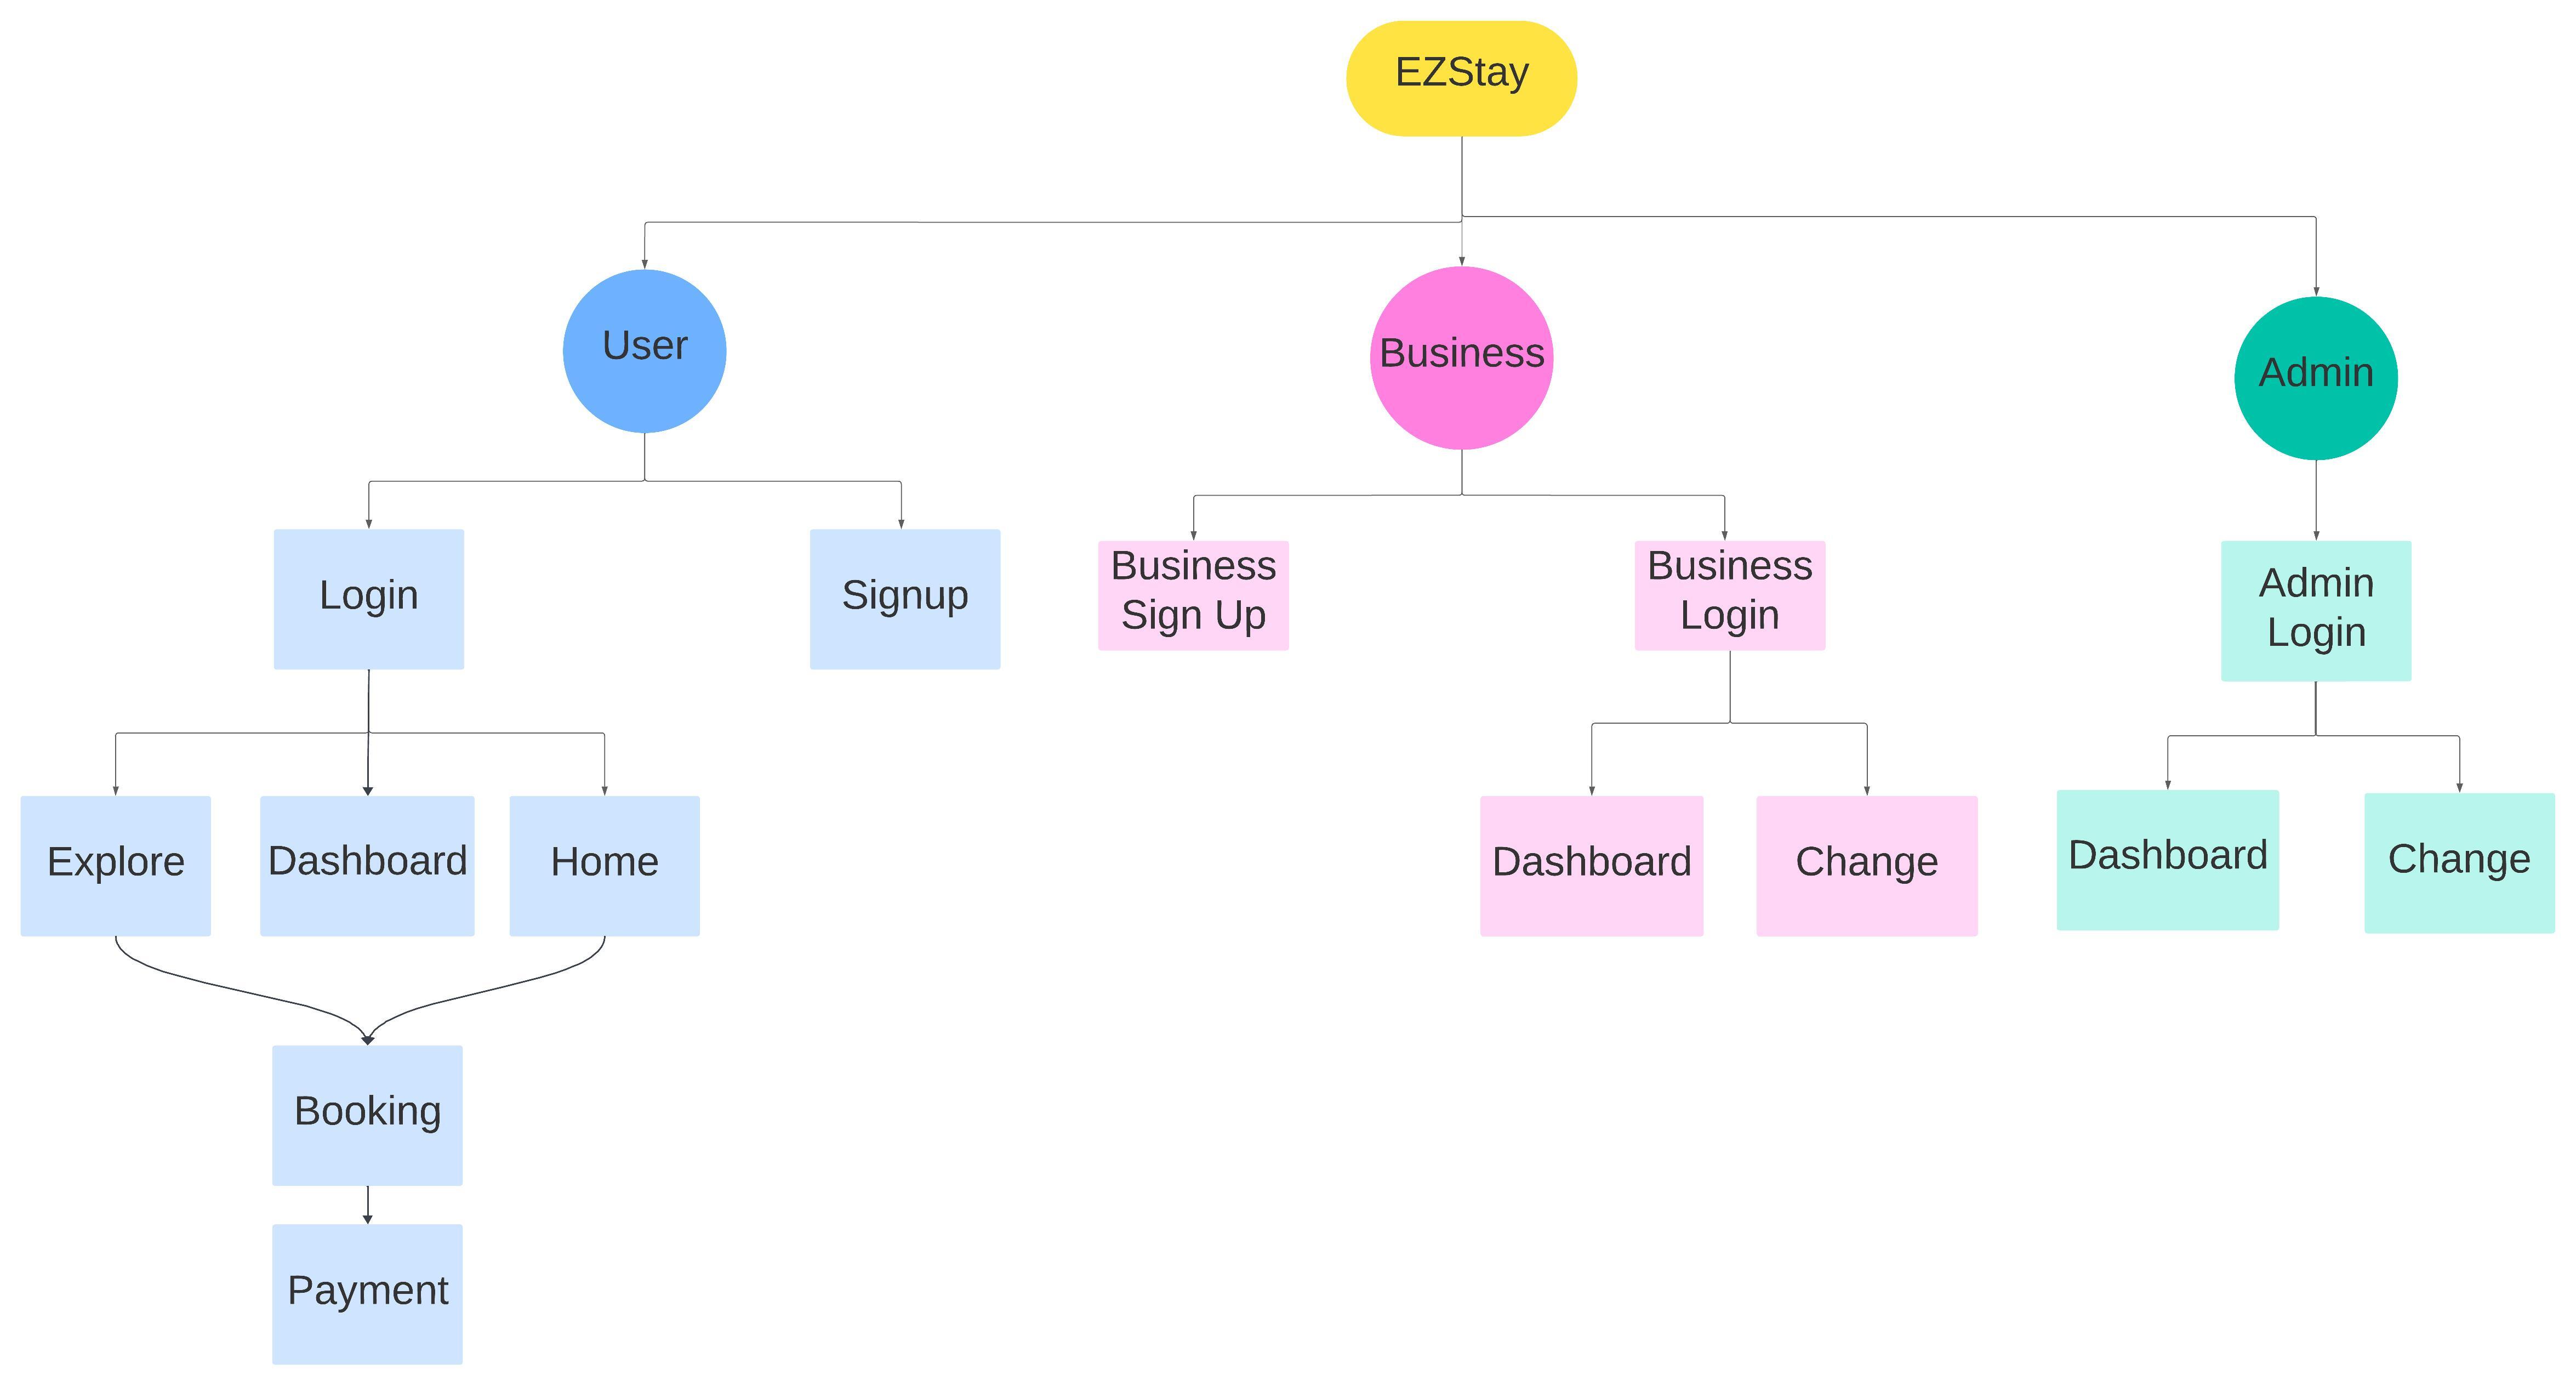 EZStay
User
Business
Admin
Login
Signup
Business
Sign Up
Business
Login
Admin
Login
Explore
Dashboard
Home
Dashboard
Change
Dashboard
Change
Booking
Payment